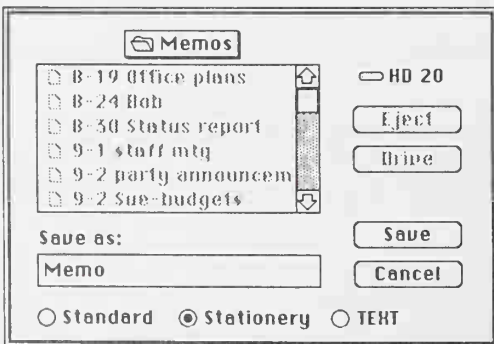 Memos
8-19 Office plans
8-24 Bob
8-30 Status report
9-1 staff mtg
9-2 party announcem
9-2 Sue-budgets
HD 20
Eject
Drive
Save as:
Memo
Save
Cancel
Standard Stationery TEXT